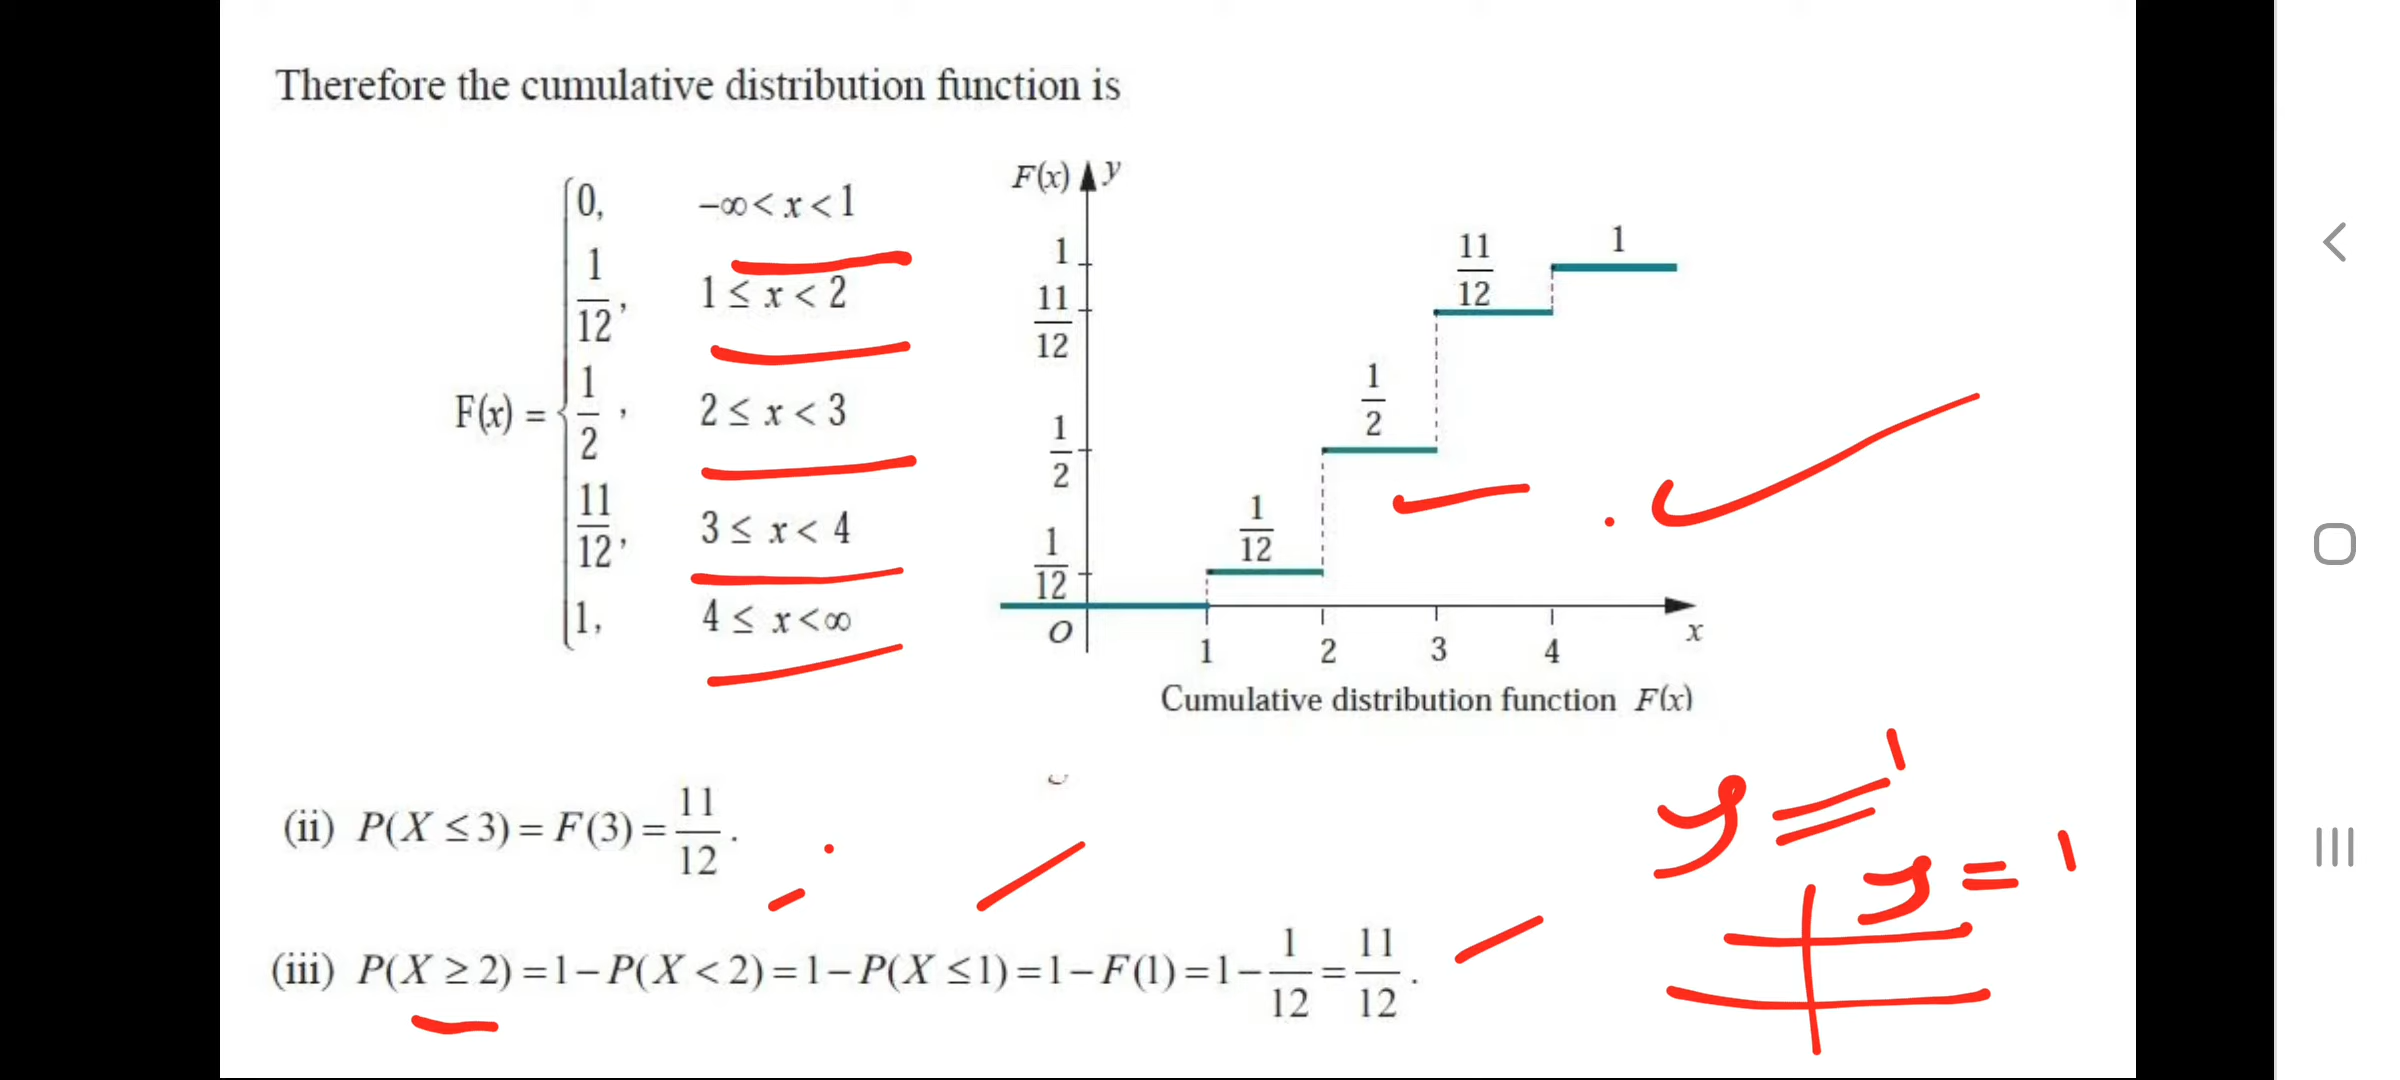 Therefore the cumulative distribution function is
F(x) y
0, -∞ < x < 1
1/12, 1 ≤ x < 2
F(x) = 1/2, 2 ≤ x < 3
11/12, 3 ≤ x < 4
1, 4 ≤ x < ∞
1
11/12
1/2
1/12
1/12
1/2
11/12
1
O 1 2 3 4 x
Cumulative distribution function F(x)
(ii) P(X ≤ 3) = F(3) = 11/12 .
y = 1
y = 1
(iii) P(X ≥ 2) = 1 − P(X < 2) = 1 − P(X ≤ 1) = 1 − F(1) = 1 − 1/12 = 11/12 .